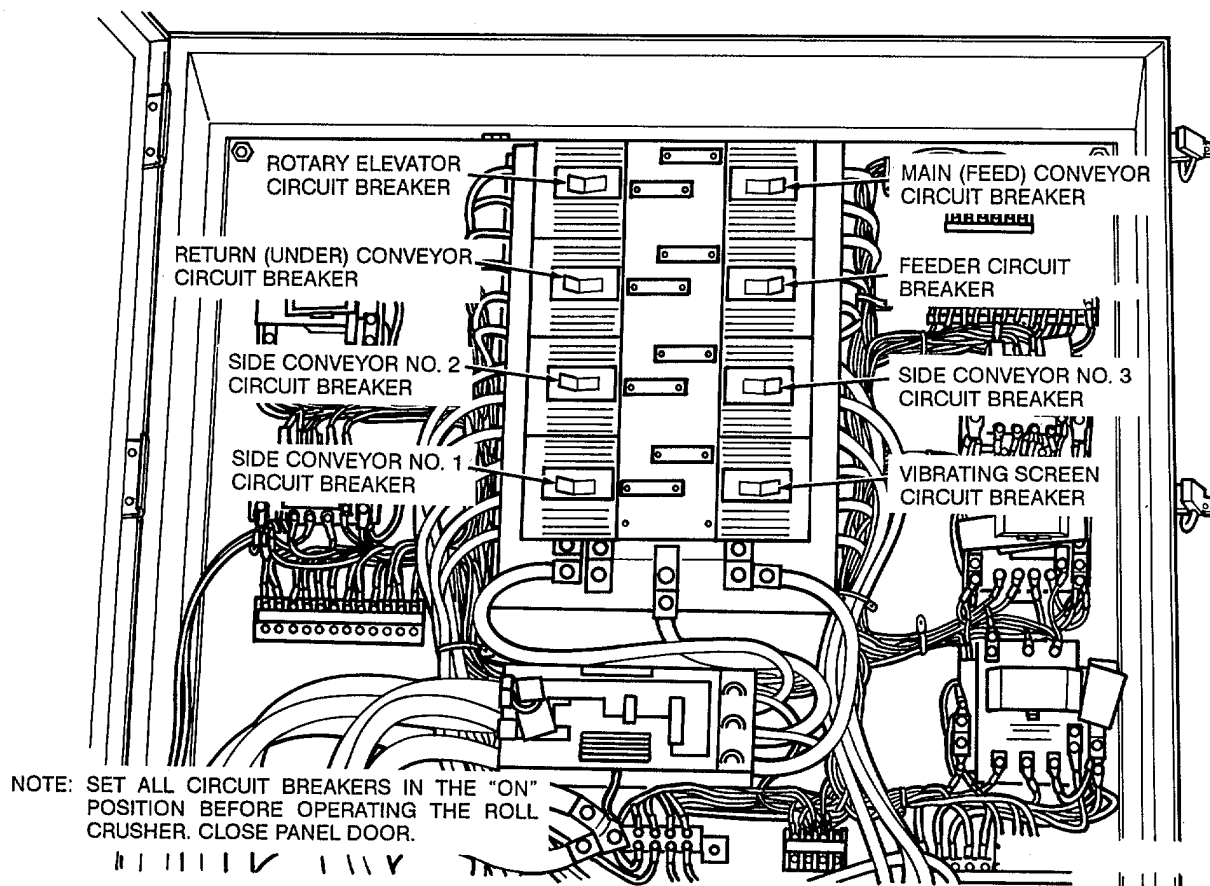 ROTARY ELEVATOR
CIRCUIT BREAKER
MAIN (FEED) CONVEYOR
CIRCUIT BREAKER
RETURN (UNDER) CONVEYOR
CIRCUIT BREAKER
FEEDER CIRCUIT
BREAKER
SIDE CONVEYOR NO. 2
CIRCUIT BREAKER
SIDE CONVEYOR NO. 3
CIRCUIT BREAKER
SIDE CONVEYOR NO. 1
CIRCUIT BREAKER
VIBRATING SCREEN
CIRCUIT BREAKER
NOTE: SET ALL CIRCUIT BREAKERS IN THE “ON”
POSITION BEFORE OPERATING THE ROLL
CRUSHER. CLOSE PANEL DOOR.